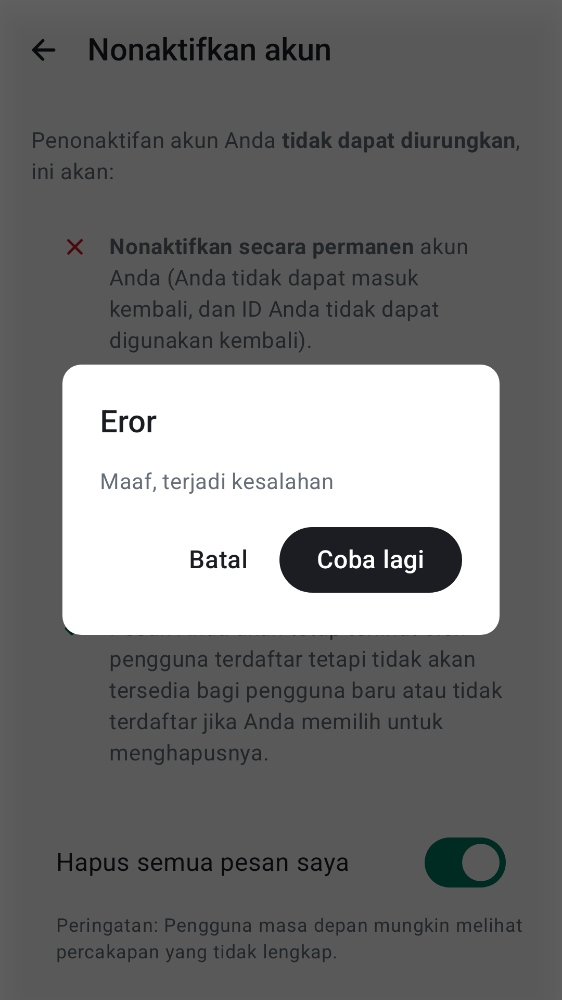 Nonaktifkan akun
Penonaktifan akun Anda tidak dapat diurungkan,
ini akan:
Nonaktifkan secara permanen akun
Anda (Anda tidak dapat masuk
kembali, dan ID Anda tidak dapat
digunakan kembali).
Eror
Maaf, terjadi kesalahan
Batal
Coba lagi
pengguna terdaftar tetapi tidak akan
tersedia bagi pengguna baru atau tidak
terdaftar jika Anda memilih untuk
menghapusnya.
Hapus semua pesan saya
Peringatan: Pengguna masa depan mungkin melihat
percakapan yang tidak lengkap.